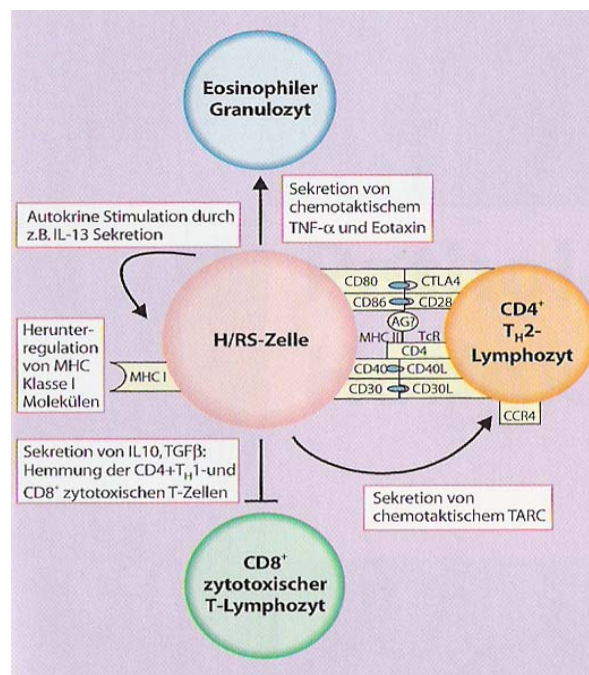 Eosinophiler
Granulozyt
Autokrine Stimulation durch
z.B. IL-13 Sekretion
Sekretion von
chemotaktischem
TNF-α und Eotaxin
H/RS-Zelle
CD80
CTLA4
CD86
CD28
AG?
MHC II
TcR
CD4
CD40
CD40L
CD30
CD30L
CD4⁺
TH2-
Lymphozyt
CCR4
Herunter-
regulation
von MHC
Klasse I
Molekülen
MHC I
Sekretion von IL10, TGFβ:
Hemmung der CD4+TH1-und
CD8⁺ zytotoxischen T-Zellen
Sekretion von
chemotaktischem TARC
CD8⁺
zytotoxischer
T-Lymphozyt